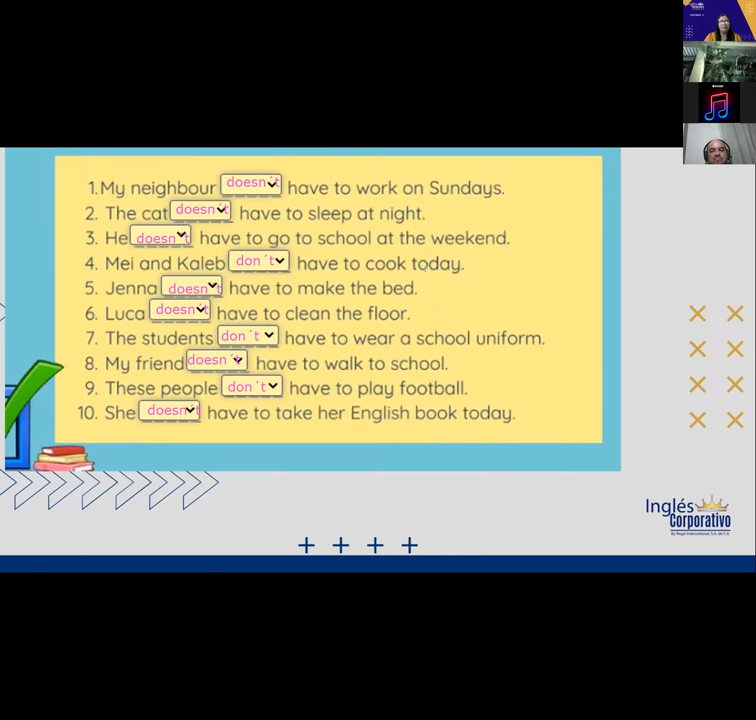 1. My neighbour doesn´t have to work on Sundays.
2. The cat doesn´t have to sleep at night.
3. He doesn´t have to go to school at the weekend.
4. Mei and Kaleb don´t have to cook today.
5. Jenna doesn´t have to make the bed.
6. Luca doesn´t have to clean the floor.
7. The students don´t have to wear a school uniform.
8. My friend doesn´t have to walk to school.
9. These people don´t have to play football.
10. She doesn´t have to take her English book today.
Inglés
Corporativo
By Regal International, S.A. de C.V.